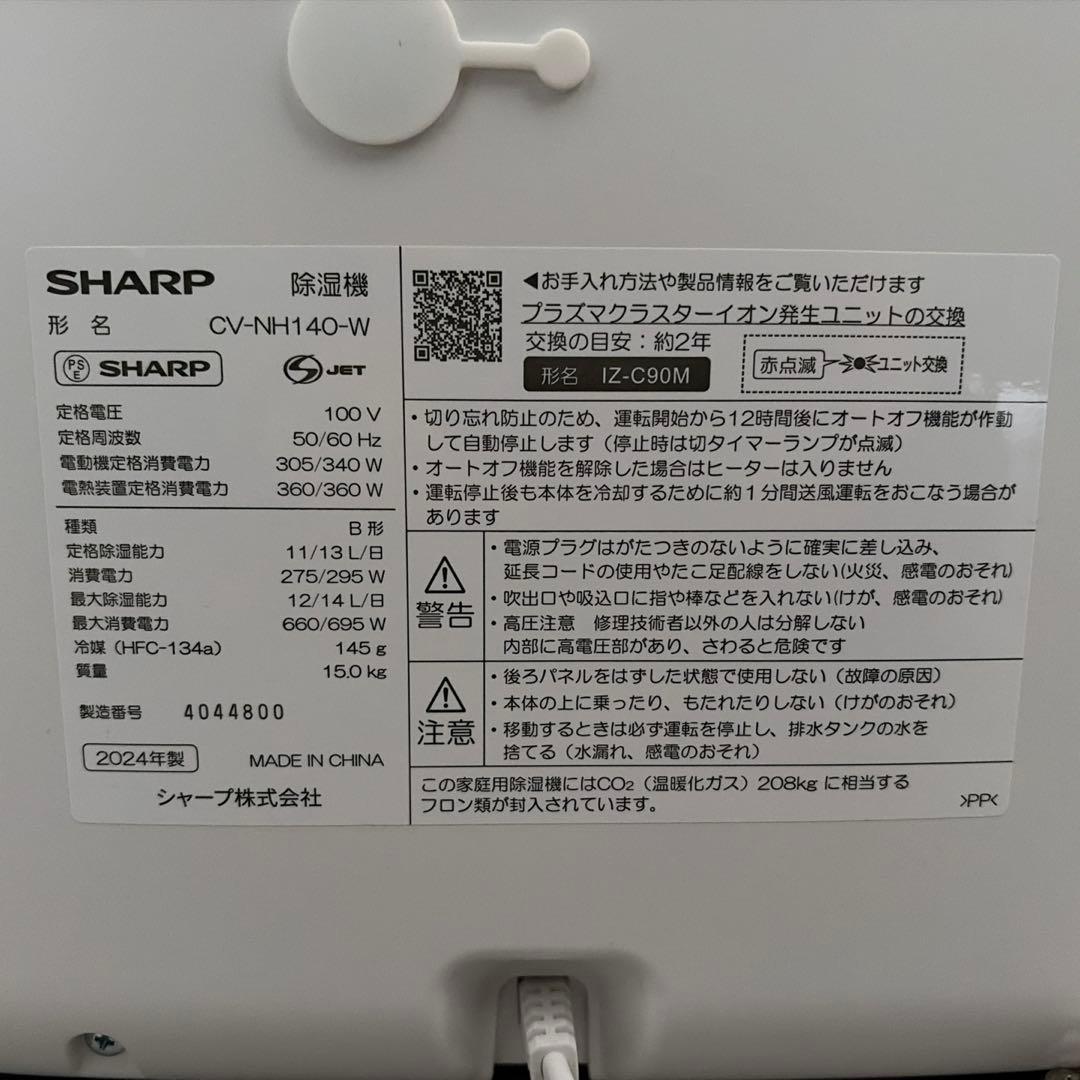 SHARP 除湿機
形 名 CV-NH140-W
PS E SHARP
S JET
定格電圧 100 V
定格周波数 50/60 Hz
電動機定格消費電力 305/340 W
電熱装置定格消費電力 360/360 W
種類 B 形
定格除湿能力 11/13 L/日
消費電力 275/295 W
最大除湿能力 12/14 L/日
最大消費電力 660/695 W
冷媒（HFC-134a） 145 g
質量 15.0 kg
製造番号 4044800
2024年製 MADE IN CHINA
シャープ株式会社
◀お手入れ方法や製品情報をご覧いただけます
プラズマクラスターイオン発生ユニットの交換
交換の目安：約2年
形名 IZ-C90M
赤点滅 ユニット交換
・切り忘れ防止のため、運転開始から12時間後にオートオフ機能が作動
して自動停止します（停止時は切タイマーランプが点滅）
・オートオフ機能を解除した場合はヒーターは入りません
・運転停止後も本体を冷却するために約1分間送風運転をおこなう場合が
あります
警告
・電源プラグはがたつきのないように確実に差し込み、
延長コードの使用やたこ足配線をしない(火災、感電のおそれ)
・吹出口や吸込口に指や棒などを入れない(けが、感電のおそれ)
・高圧注意 修理技術者以外の人は分解しない
内部に高電圧部があり、さわると危険です
注意
・後ろパネルをはずした状態で使用しない（故障の原因）
・本体の上に乗ったり、もたれたりしない（けがのおそれ）
・移動するときは必ず運転を停止し、排水タンクの水を
捨てる（水漏れ、感電のおそれ）
この家庭用除湿機にはCO₂（温暖化ガス）208kg に相当する
フロン類が封入されています。
>PP<